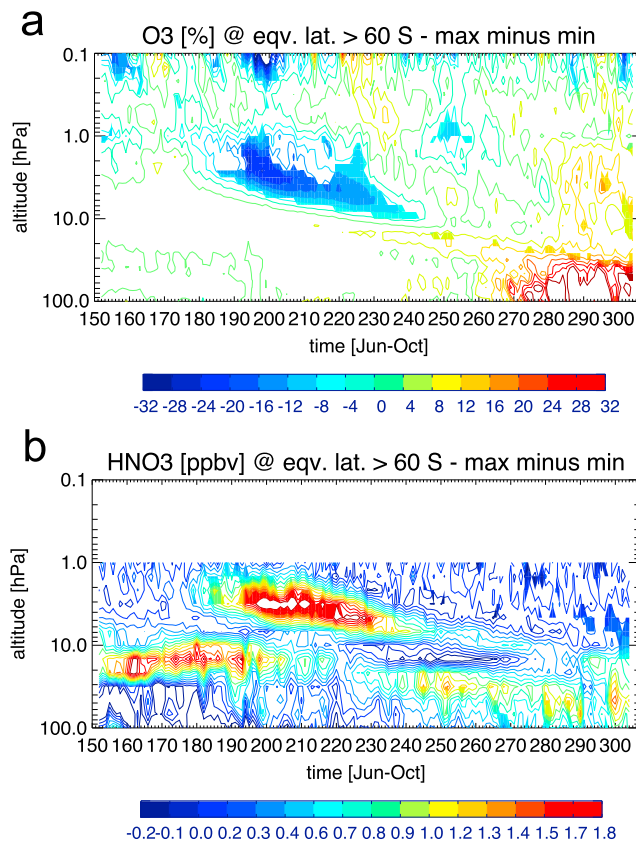 a
O3 [%] @ eqv. lat. > 60 S - max minus min
0.1
1.0
10.0
100.0
altitude [hPa]
150 160 170 180 190 200 210 220 230 240 250 260 270 280 290 300
time [Jun-Oct]
-32 -28 -24 -20 -16 -12 -8 -4 0 4 8 12 16 20 24 28 32
b
HNO3 [ppbv] @ eqv. lat. > 60 S - max minus min
0.1
1.0
10.0
100.0
altitude [hPa]
150 160 170 180 190 200 210 220 230 240 250 260 270 280 290 300
time [Jun-Oct]
-0.2 -0.1 0.0 0.2 0.3 0.4 0.5 0.6 0.8 0.9 1.0 1.2 1.3 1.4 1.5 1.7 1.8